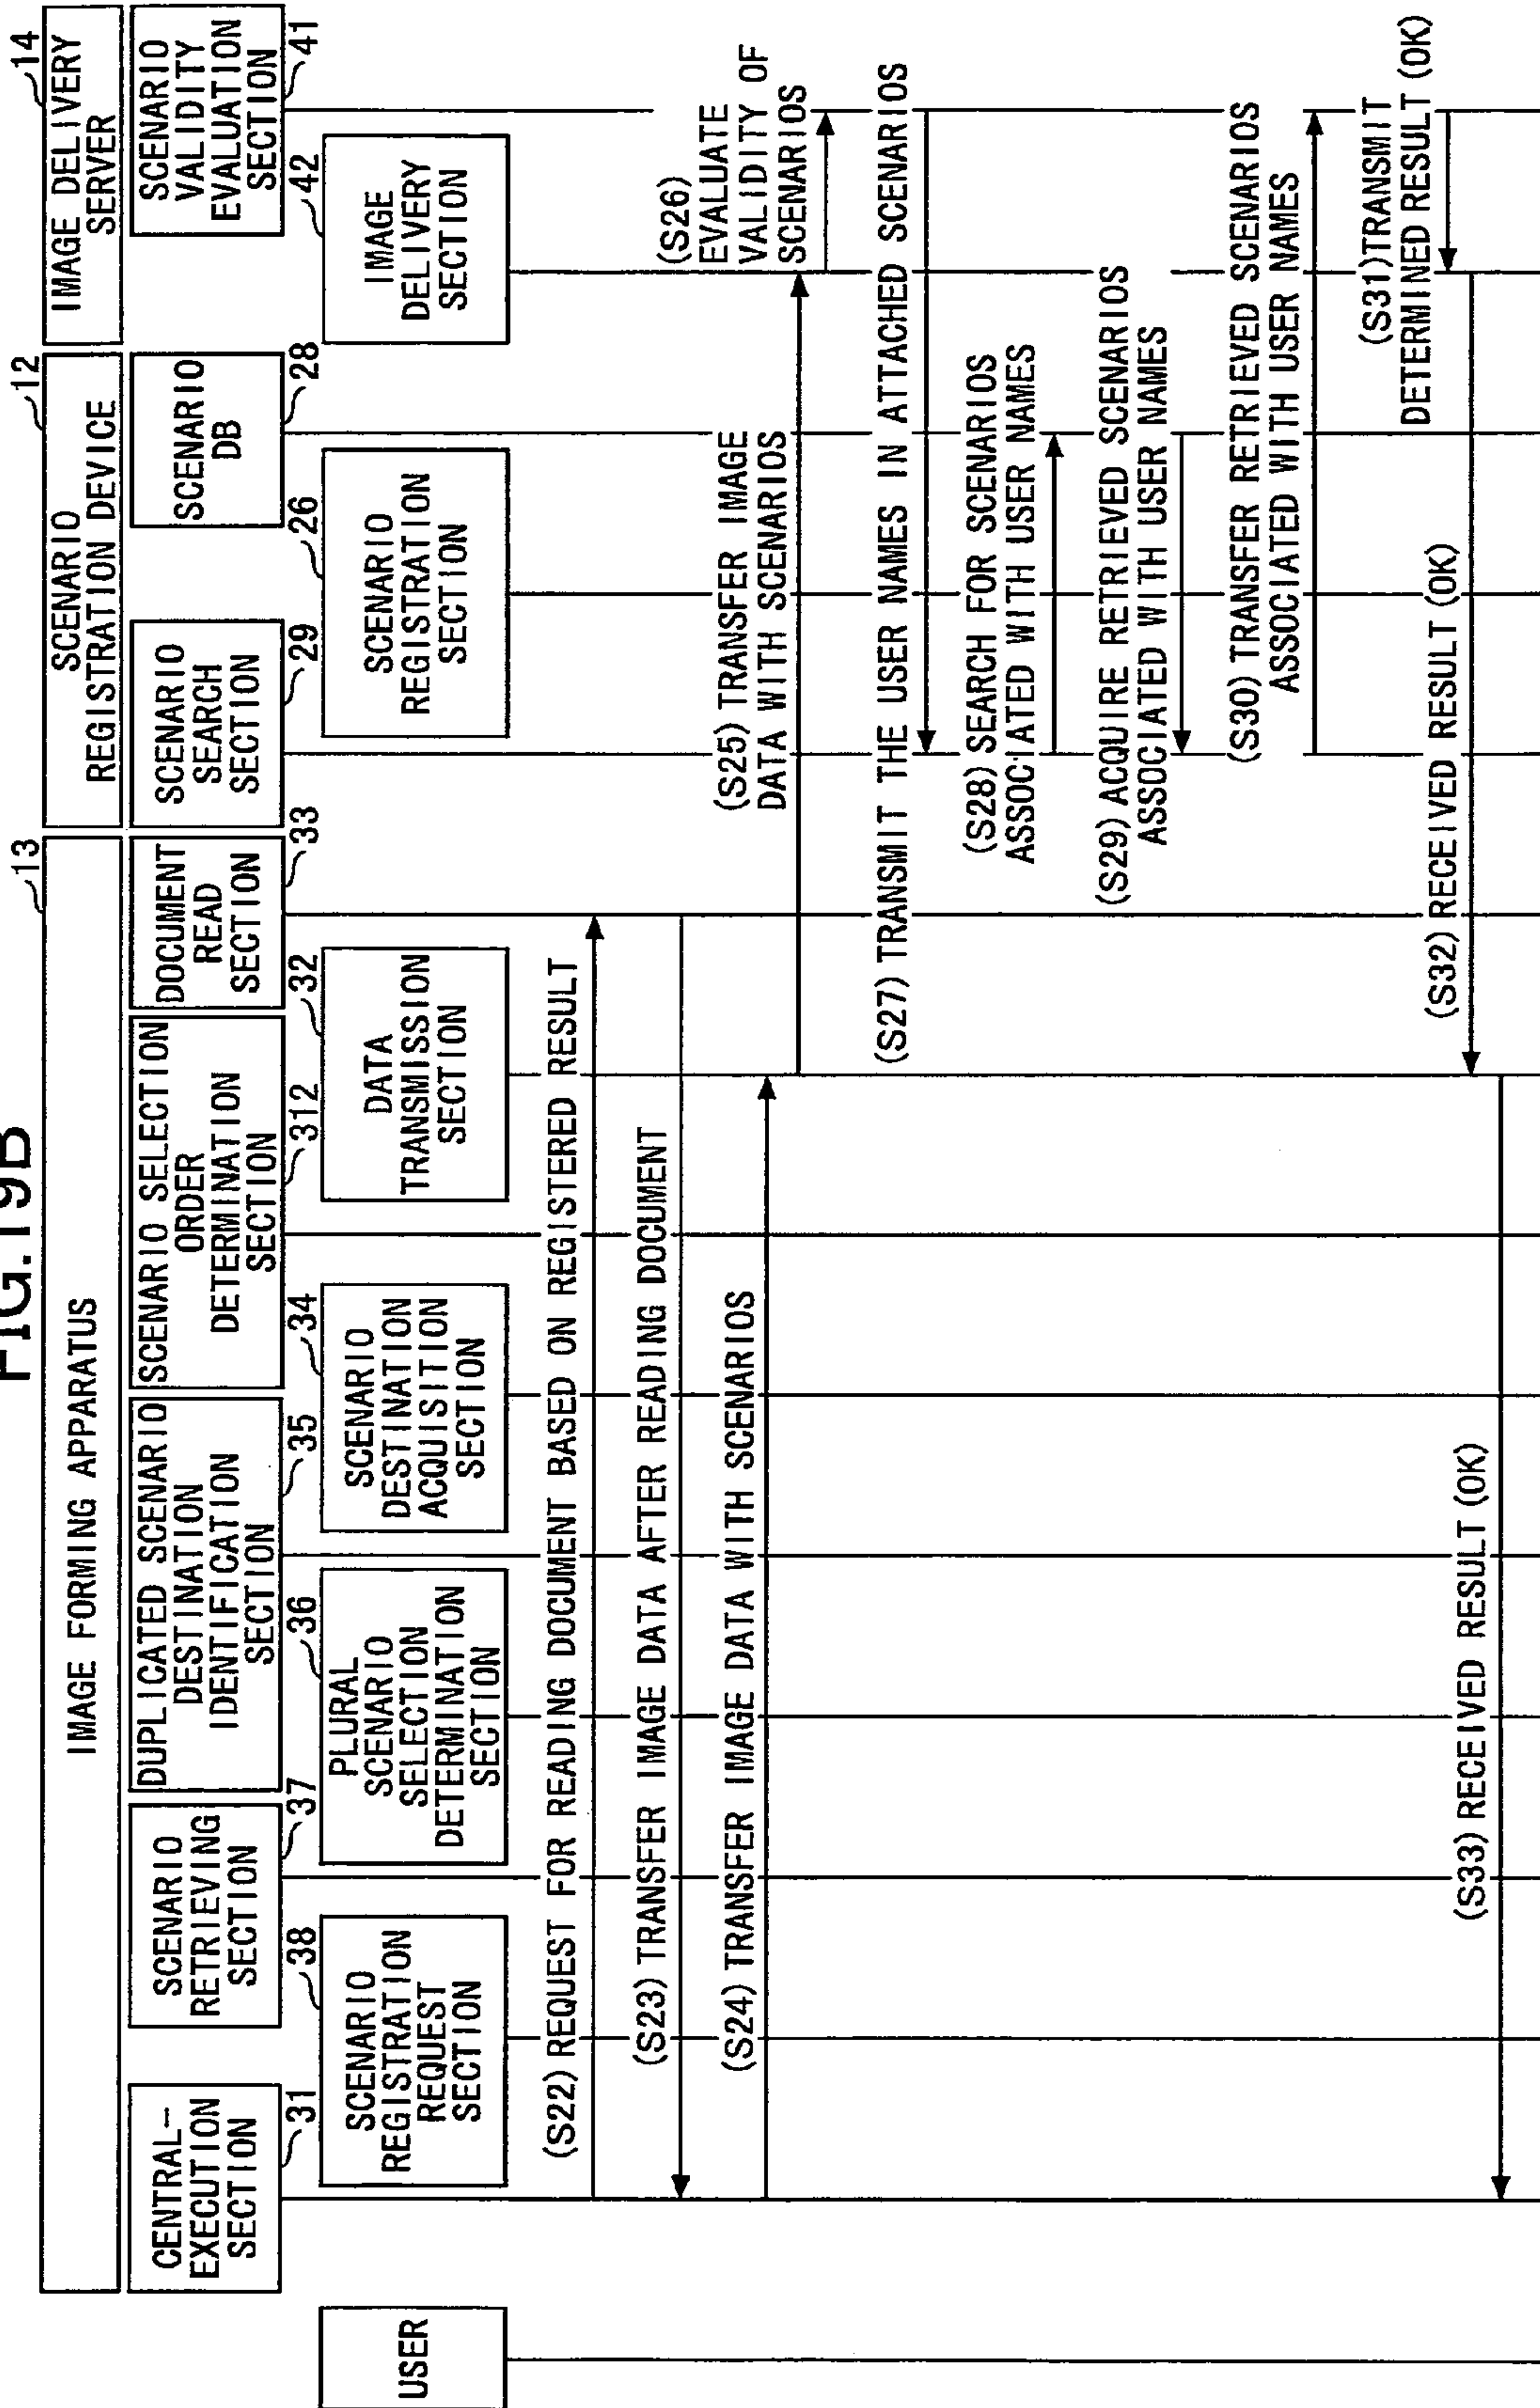 FIG.19B
13
12
14
IMAGE FORMING APPARATUS
SCENARIO
REGISTRATION DEVICE
IMAGE DELIVERY
SERVER
CENTRAL-
EXECUTION
SECTION
31
SCENARIO
RETRIEVING
SECTION
37
DUPLICATED SCENARIO
DESTINATION
IDENTIFICATION
SECTION
35
SCENARIO SELECTION
ORDER
DETERMINATION
SECTION
312
DOCUMENT
READ
SECTION
33
SCENARIO
SEARCH
SECTION
29
SCENARIO
DB
28
SCENARIO
VALIDITY
EVALUATION
SECTION
41
USER
38
SCENARIO
REGISTRATION
REQUEST
SECTION
36
PLURAL
SCENARIO
SELECTION
DETERMINATION
SECTION
34
SCENARIO
DESTINATION
ACQUISITION
SECTION
32
DATA
TRANSMISSION
SECTION
26
SCENARIO
REGISTRATION
SECTION
42
IMAGE
DELIVERY
SECTION
(S22) REQUEST FOR READING DOCUMENT BASED ON REGISTERED RESULT
(S23) TRANSFER IMAGE DATA AFTER READING DOCUMENT
(S24) TRANSFER IMAGE DATA WITH SCENARIOS
(S25) TRANSFER IMAGE
DATA WITH SCENARIOS
(S26)
EVALUATE
VALIDITY OF
SCENARIOS
(S27) TRANSMIT THE USER NAMES IN ATTACHED SCENARIOS
(S28) SEARCH FOR SCENARIOS
ASSOCIATED WITH USER NAMES
(S29) ACQUIRE RETRIEVED SCENARIOS
ASSOCIATED WITH USER NAMES
(S30) TRANSFER RETRIEVED SCENARIOS
ASSOCIATED WITH USER NAMES
(S31)TRANSMIT
DETERMINED RESULT (OK)
(S32) RECEIVED RESULT (OK)
(S33) RECEIVED RESULT (OK)